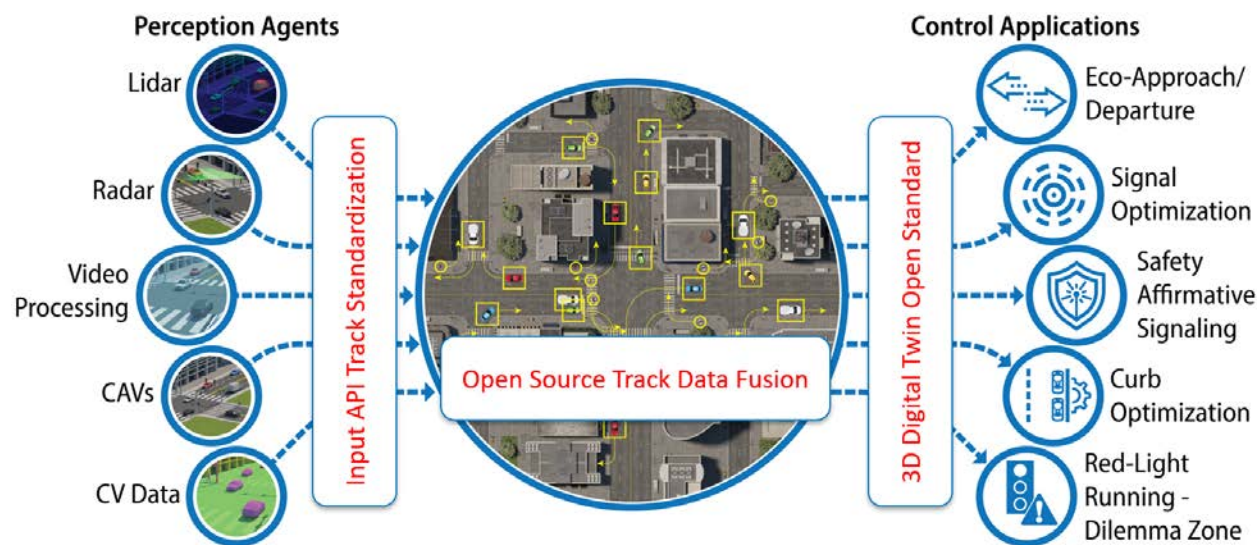 Perception Agents
Lidar
Radar
Video
Processing
CAVs
CV Data
Input API Track Standardization
Open Source Track Data Fusion
3D Digital Twin Open Standard
Control Applications
Eco-Approach/
Departure
Signal
Optimization
Safety
Affirmative
Signaling
Curb
Optimization
Red-Light
Running -
Dilemma Zone